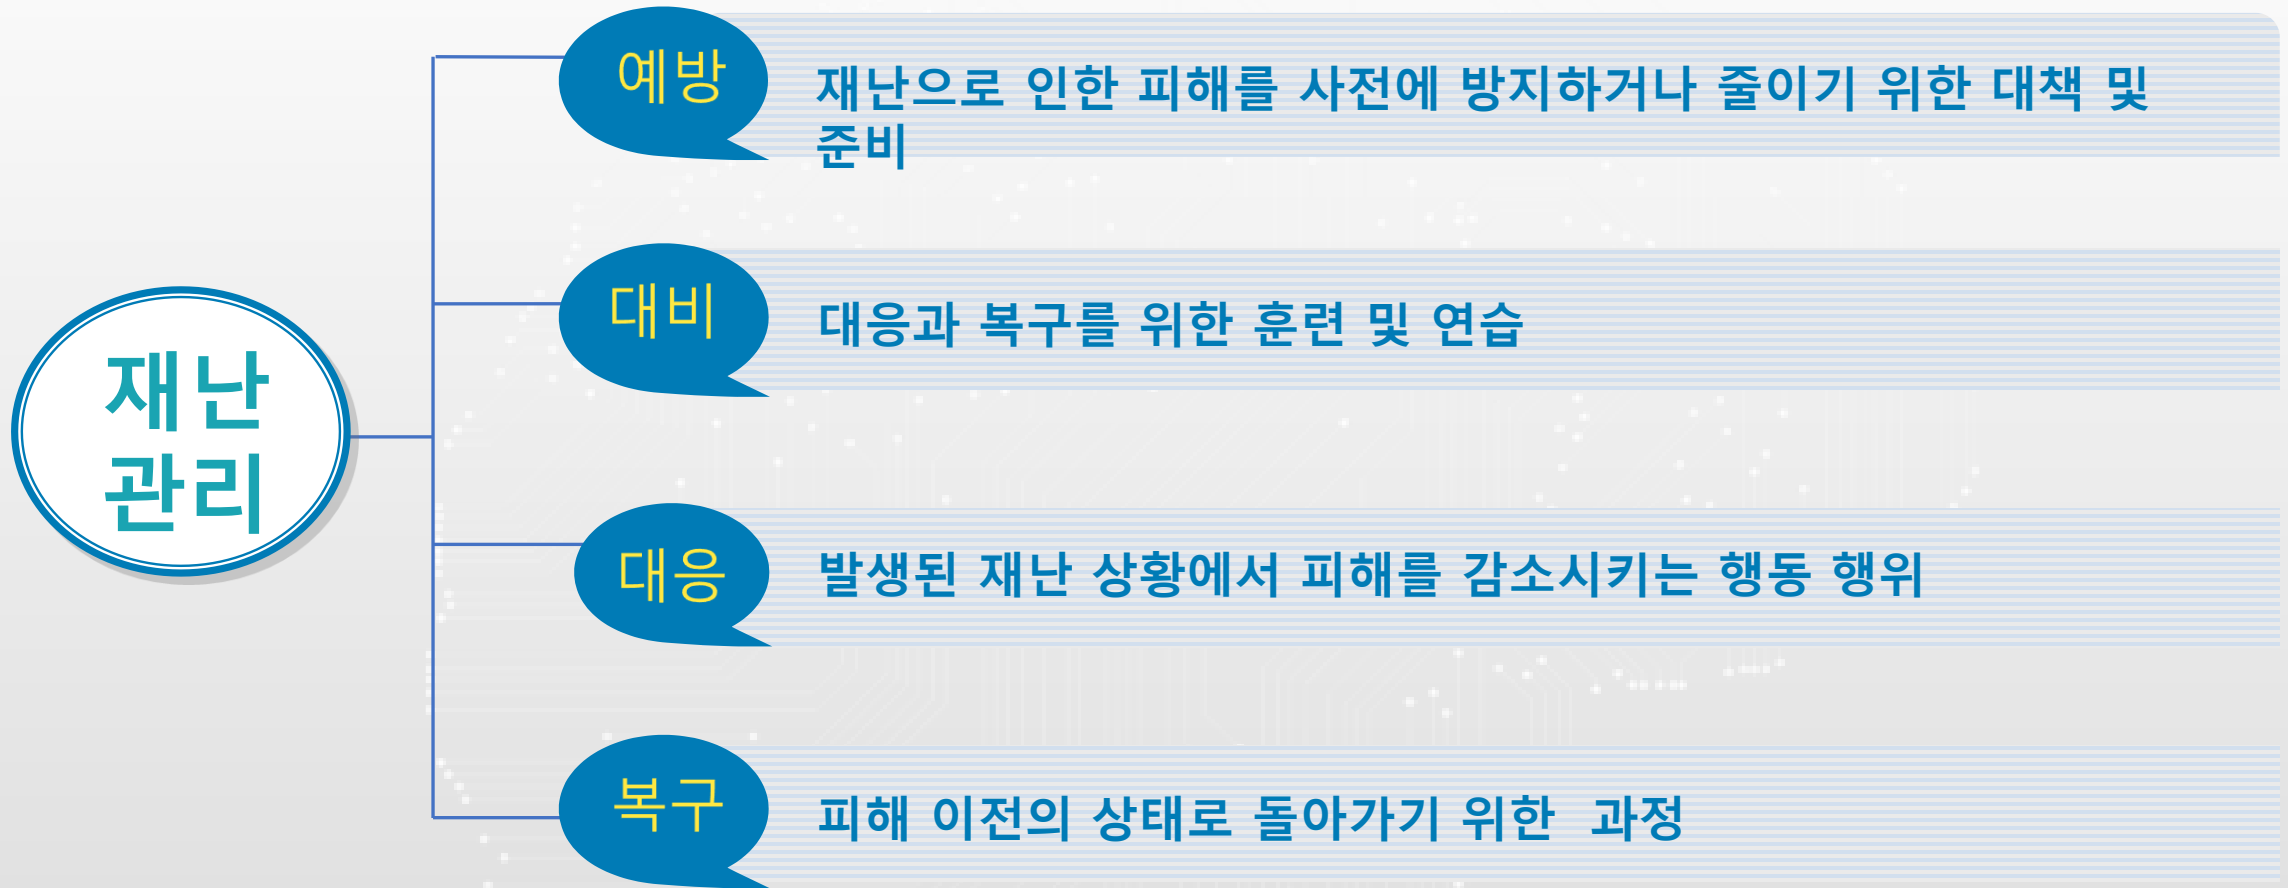 재난
관리
예방
재난으로 인한 피해를 사전에 방지하거나 줄이기 위한 대책 및
준비
대비
대응과 복구를 위한 훈련 및 연습
대응
발생된 재난 상황에서 피해를 감소시키는 행동 행위
복구
피해 이전의 상태로 돌아가기 위한  과정